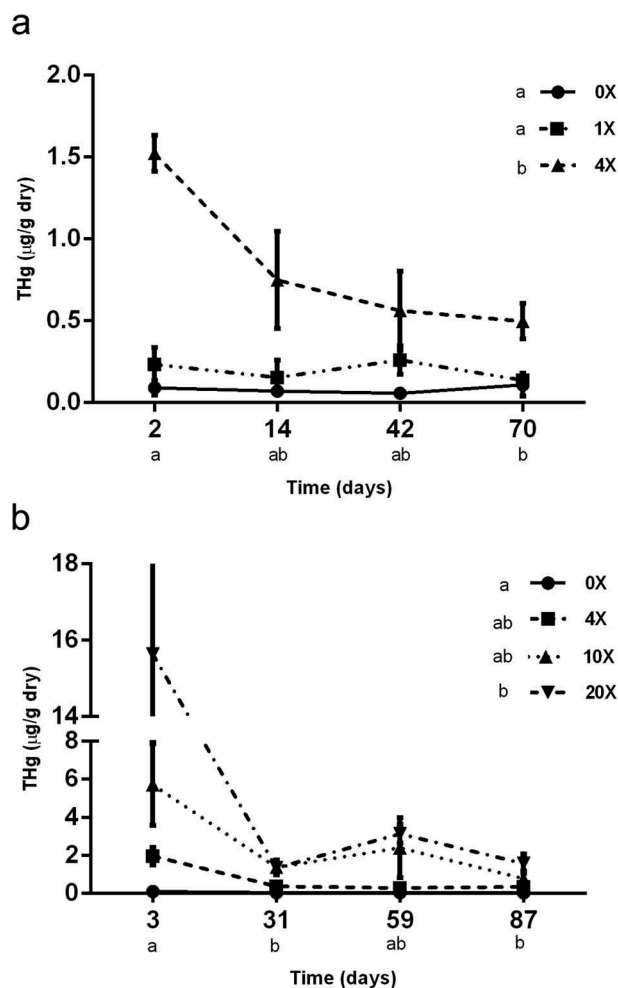 a
2.0
1.5
1.0
0.5
0.0
THg (µg/g dry)
a 0X
a 1X
b 4X
2 14 42 70
a ab ab b
Time (days)
b
18
16
14
8
6
4
2
0
THg (µg/g dry)
a 0X
ab 4X
ab 10X
b 20X
3 31 59 87
a b ab b
Time (days)